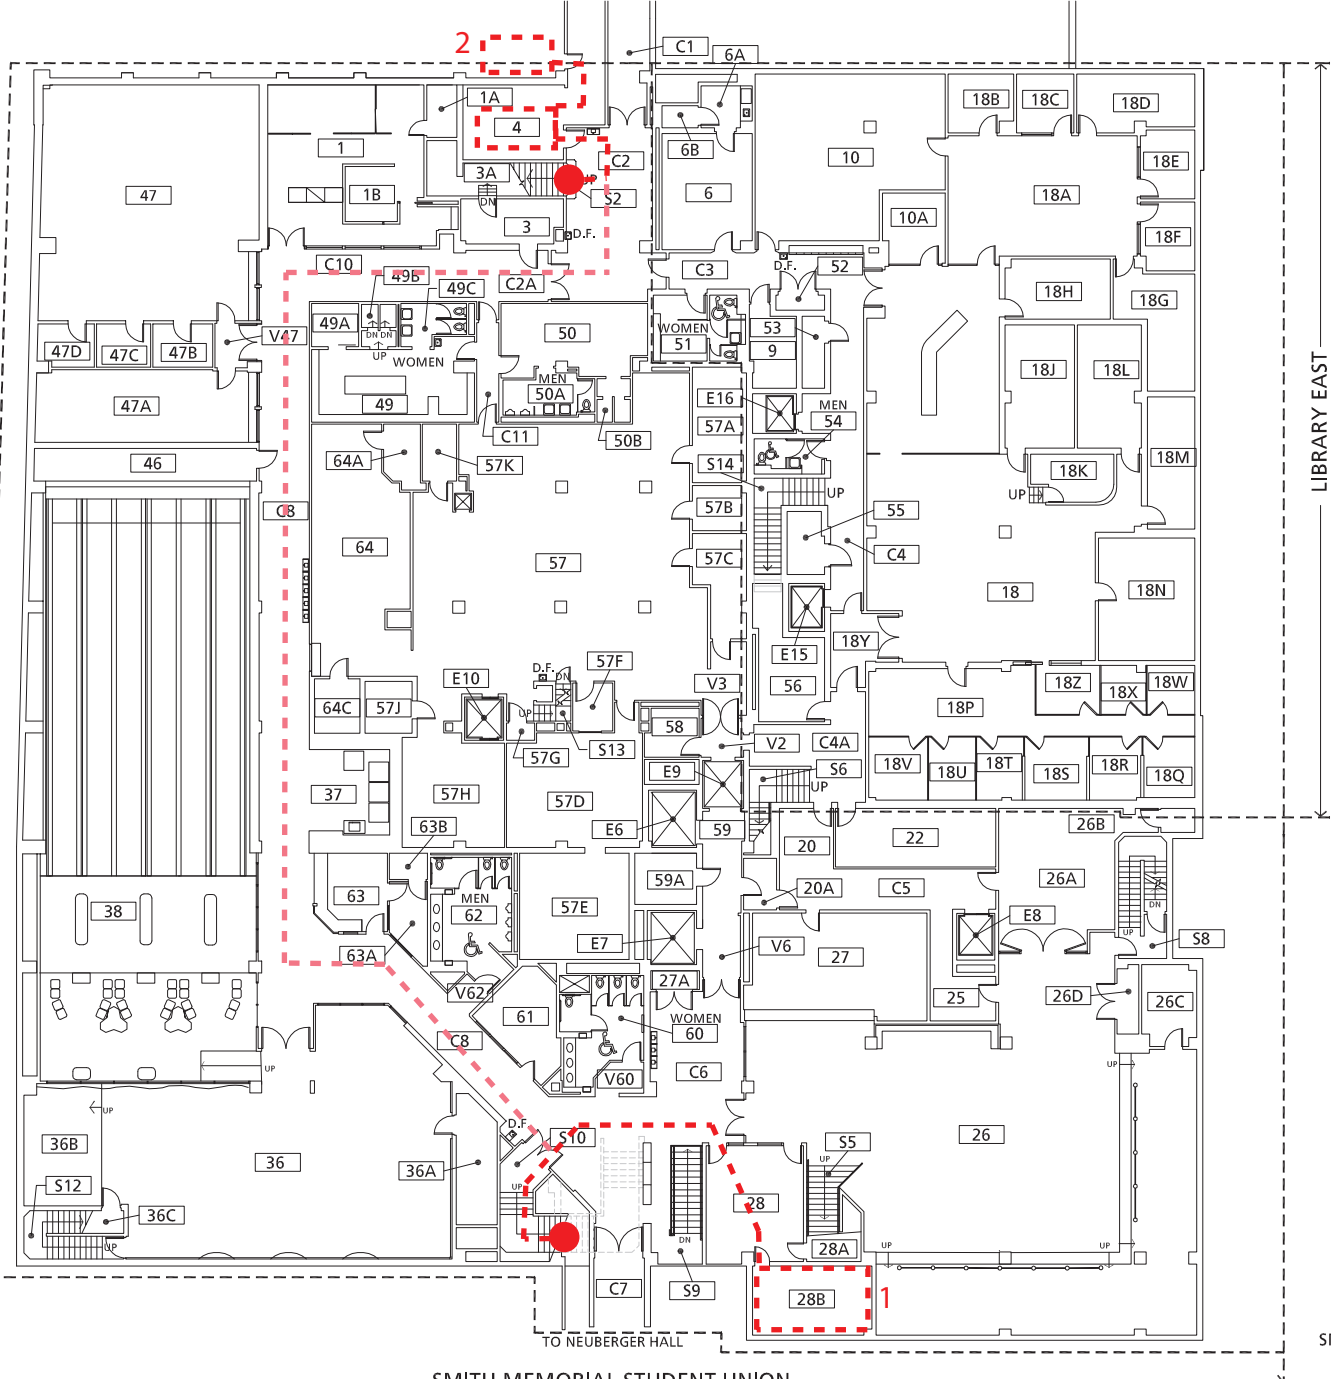 2
C1
6A
1A
4
18B
18C
18D
6B
1
C2
10
18E
3A
UP
47
1B
DN
S2
6
18A
10A
3
D.F.
18F
C10
C3
D.F.
52
49B
C2A
18H
18G
49C
49A
50
WOMEN
53
V47
DN DN
51
9
47D
47C
47B
UP
WOMEN
18J
18L
MEN
50A
LIBRARY EAST
47A
49
E16
MEN
54
57A
C11
50B
46
64A
57K
S14
18K
18M
UP
UP
57B
C8
55
64
57
57C
C4
18
18N
18Y
E15
57F
D.F.
DN
E10
V3
56
18Z
18X
18W
64C
57J
UP
58
18P
S13
V2
C4A
57G
E9
S6
18V
18U
18T
18S
18R
18Q
UP
37
57H
57D
E6
59
63B
26B
20
22
59A
26A
63
MEN
20A
C5
DN
38
62
57E
E8
UP
E7
V6
S8
63A
27
27A
V62
26D
25
26C
61
WOMEN
60
C8
UP
UP
C6
V60
UP
D.F.
36B
S10
26
36
36A
S5
UP
S12
UP
28
36C
DN
UP
28A
UP
UP
C7
S9
28B
1
TO NEUBERGER HALL
SMITH MEMORIAL STUDENT UNION